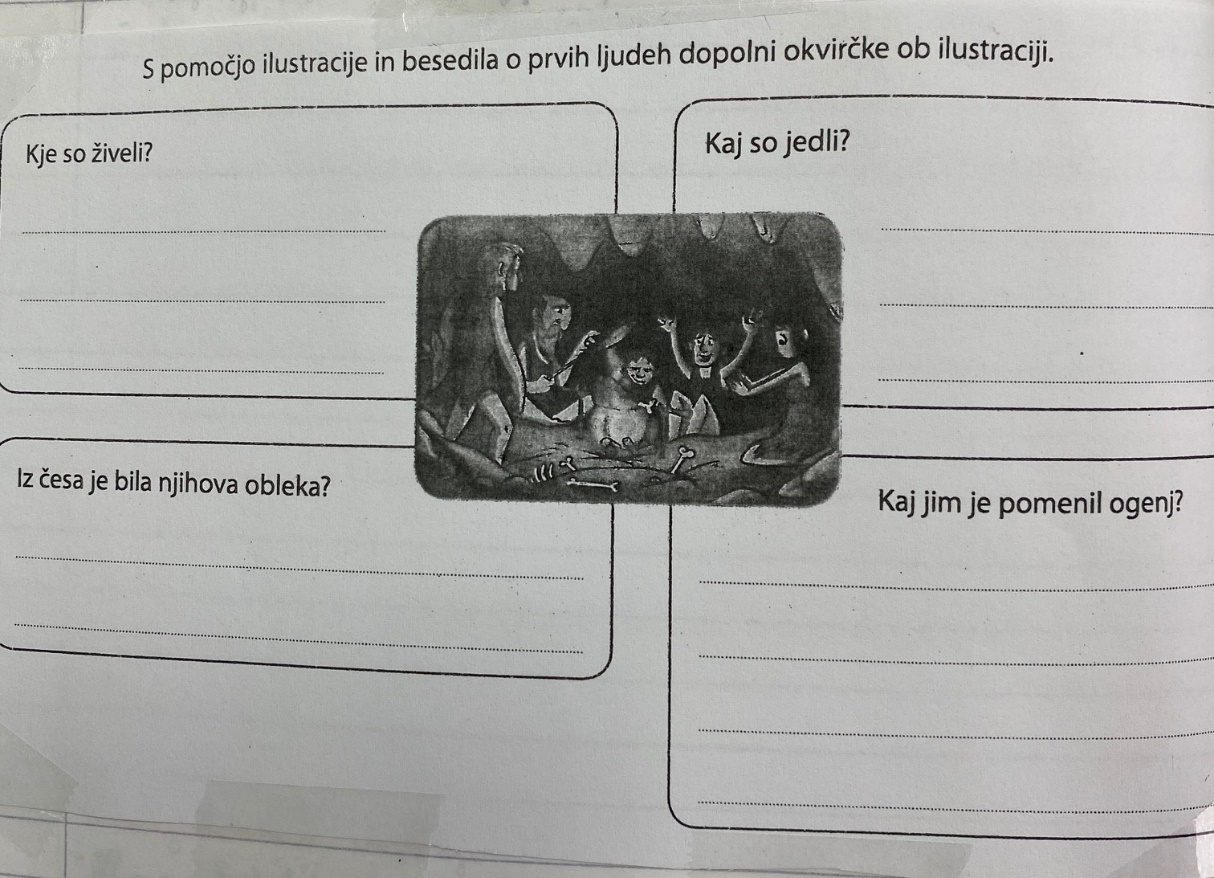 S pomočjo ilustracije in besedila o prvih ljudeh dopolni okvirčke ob ilustraciji.
Kje so živeli?
Kaj so jedli?
Iz česa je bila njihova obleka?
Kaj jim je pomenil ogenj?